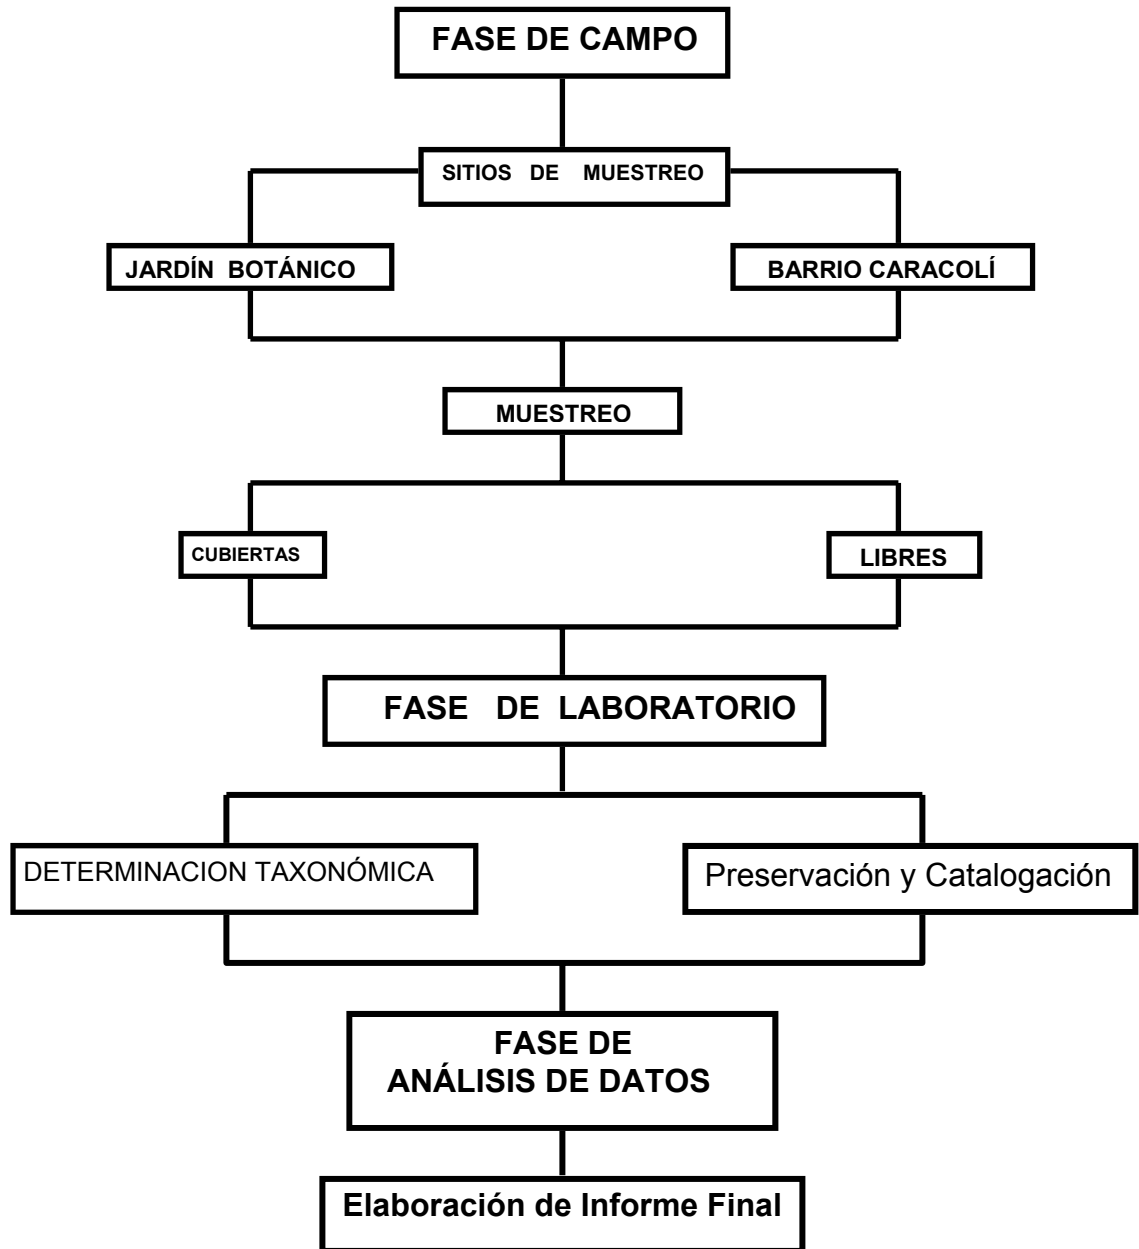 FASE DE CAMPO
SITIOS DE MUESTREO
JARDÍN BOTÁNICO
BARRIO CARACOLÍ
MUESTREO
CUBIERTAS
LIBRES
FASE DE LABORATORIO
DETERMINACION TAXONÓMICA
Preservación y Catalogación
FASE DE
ANÁLISIS DE DATOS
Elaboración de Informe Final